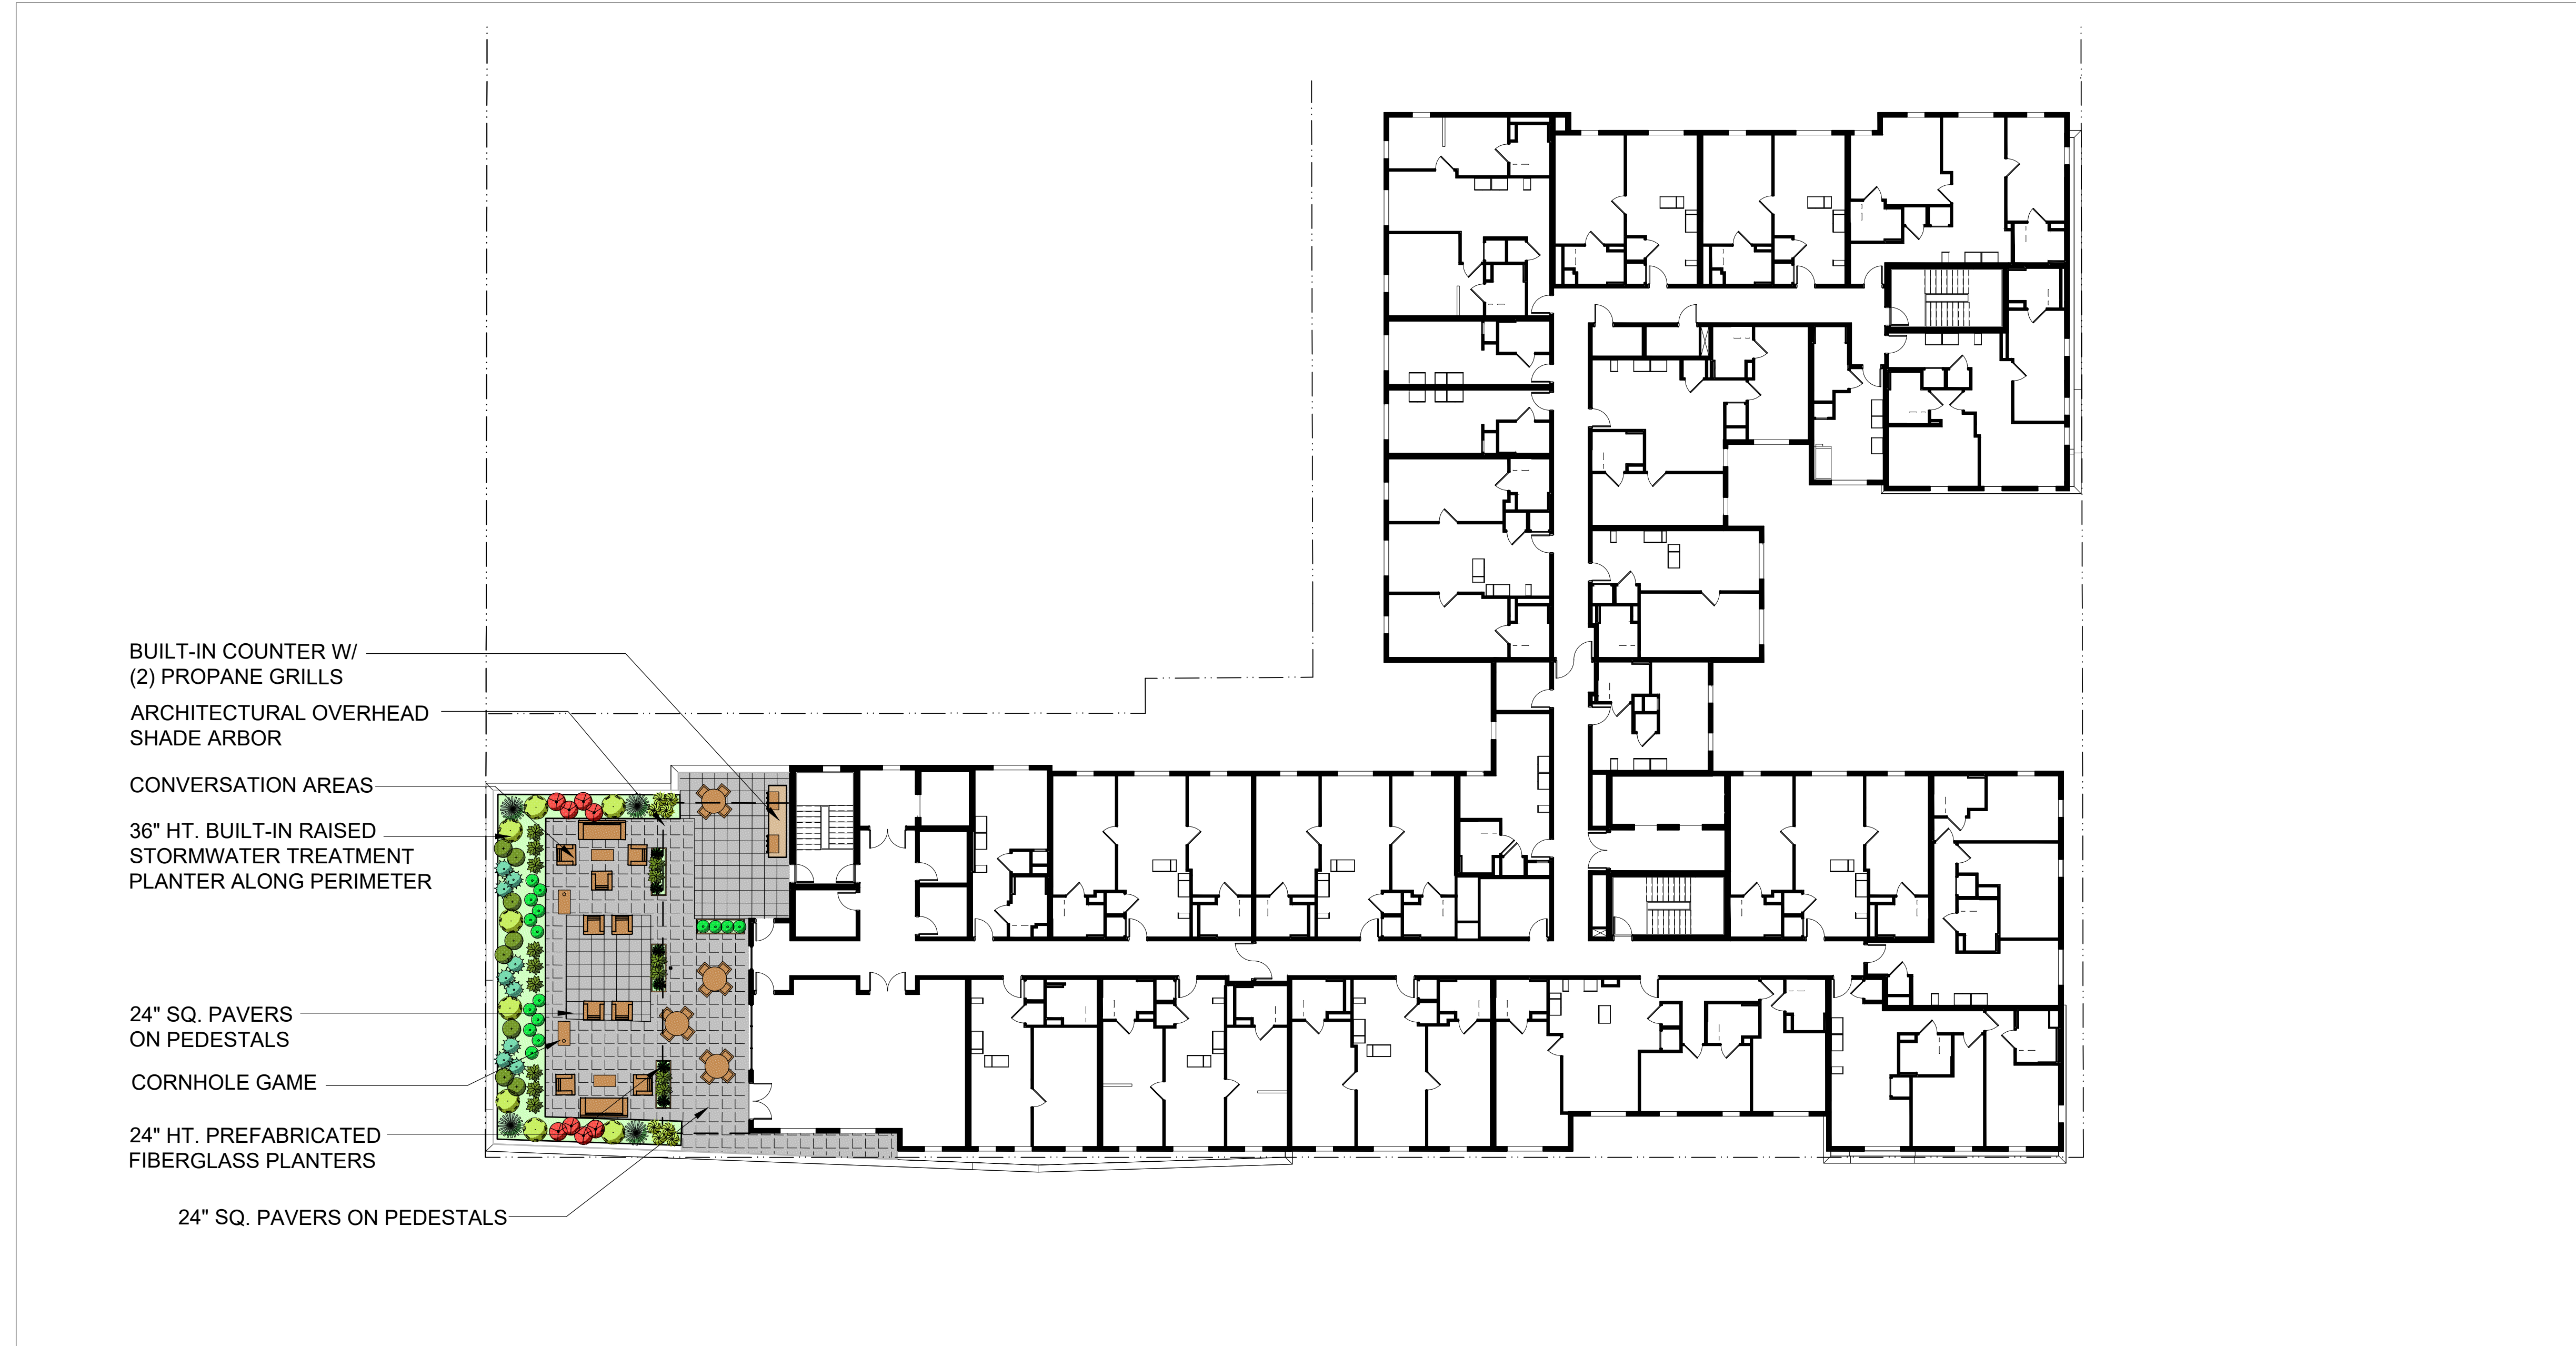 BUILT-IN COUNTER W/
(2) PROPANE GRILLS
ARCHITECTURAL OVERHEAD
SHADE ARBOR
CONVERSATION AREAS
36" HT. BUILT-IN RAISED
STORMWATER TREATMENT
PLANTER ALONG PERIMETER
24" SQ. PAVERS
ON PEDESTALS
CORNHOLE GAME
24" HT. PREFABRICATED
FIBERGLASS PLANTERS
24" SQ. PAVERS ON PEDESTALS